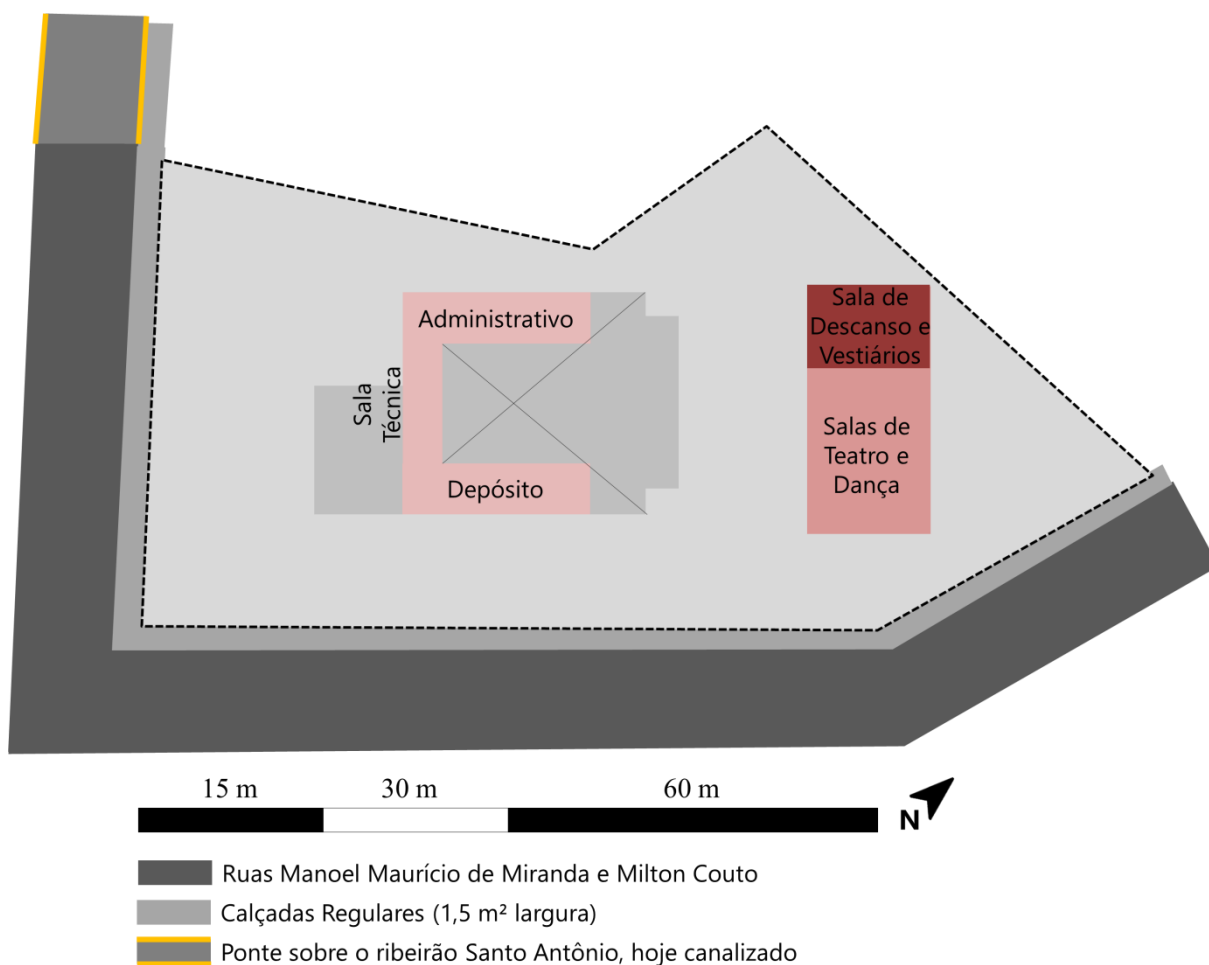 Administrativo
Sala
Técnica
Depósito
Sala de
Descanso e
Vestiários
Salas de
Teatro e
Dança
15 m
30 m
60 m
N
Ruas Manoel Maurício de Miranda e Milton Couto
Calçadas Regulares (1,5 m² largura)
Ponte sobre o ribeirão Santo Antônio, hoje canalizado